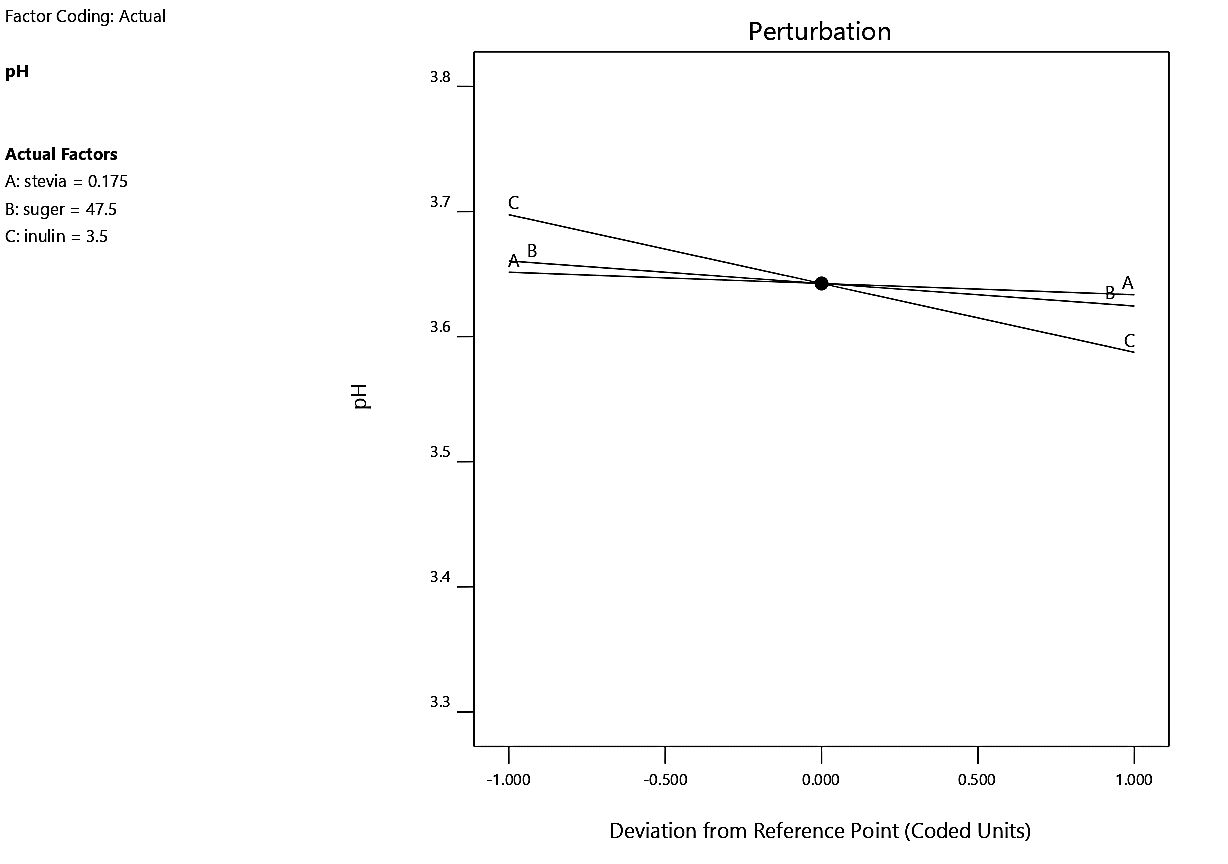 Factor Coding: Actual
pH
Actual Factors
A: stevia = 0.175
B: suger = 47.5
C: inulin = 3.5
Perturbation
3.8
3.7
3.6
3.5
3.4
3.3
pH
C
B
A
A
B
C
-1.000
-0.500
0.000
0.500
1.000
Deviation from Reference Point (Coded Units)